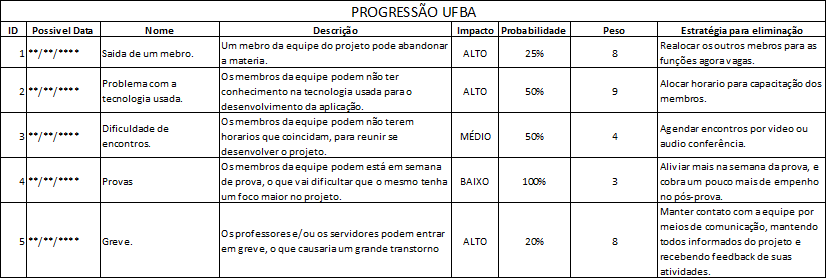 PROGRESSÃO UFBA
ID Possivel Data Nome Descrição Impacto Probabilidade Peso Estratégia para eliminação
1 **/**/**** Saida de um mebro. Um mebro da equipe do projeto pode abandonar
a materia. ALTO 25% 8 Realocar os outros mebros para as
funções agora vagas.
2 **/**/**** Problema com a
tecnologia usada. Os membros da equipe podem não ter
conhecimento na tecnologia usada para o
desenvolvimento da aplicação. ALTO 50% 9 Alocar horario para capacitação dos
membros.
3 **/**/**** Dificuldade de
encontros. Os membros da equipe podem não terem
horarios que coincidam, para reunir se
desenvolver o projeto. MÉDIO 50% 4 Agendar encontros por video ou
audio conferência.
4 **/**/**** Provas Os membros da equipe podem está em semana
de prova, o que vai dificultar que o mesmo tenha
um foco maior no projeto. BAIXO 100% 3 Aliviar mais na semana da prova, e
cobra um pouco mais de empenho
no pós-prova.
5 **/**/**** Greve. Os professores e/ou os servidores podem entrar
em greve, o que causaria um grande transtorno ALTO 20% 8 Manter contato com a equipe por
meios de comunicação, mantendo
todos informados do projeto e
recebendo feedback de suas
atividades.